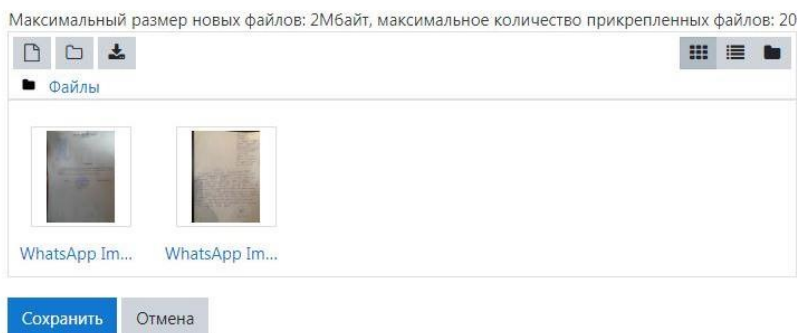 Максимальный размер новых файлов: 2Мбайт, максимальное количество прикрепленных файлов: 20
Файлы
WhatsApp Im... WhatsApp Im...
Сохранить Отмена